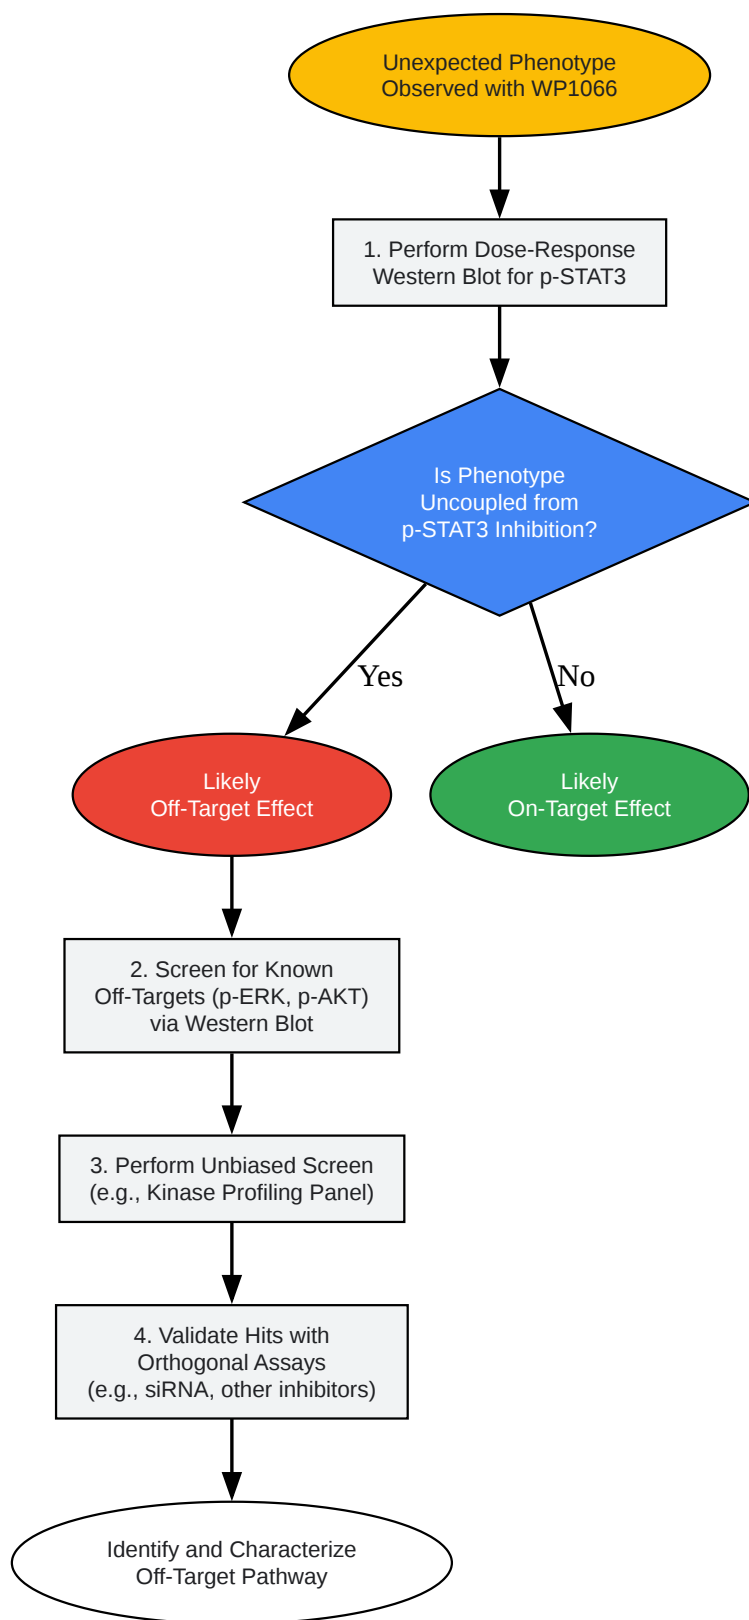 Unexpected Phenotype
Observed with WP1066
1. Perform Dose-Response
Western Blot for p-STAT3
Is Phenotype
Uncoupled from
p-STAT3 Inhibition?
Yes
No
Likely
Off-Target Effect
Likely
On-Target Effect
2. Screen for Known
Off-Targets (p-ERK, p-AKT)
via Western Blot
3. Perform Unbiased Screen
(e.g., Kinase Profiling Panel)
4. Validate Hits with
Orthogonal Assays
(e.g., siRNA, other inhibitors)
Identify and Characterize
Off-Target Pathway